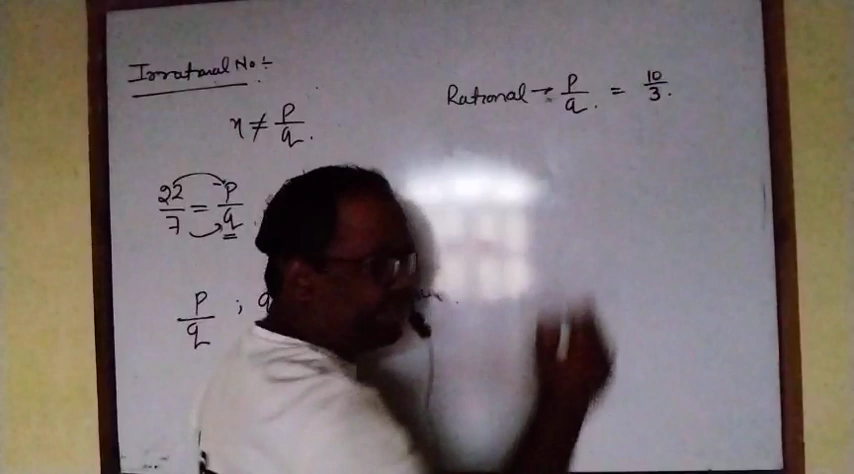 Irrational No :-
n ≠ p/q.
22/7 = p/q
p/q ; q
Rational → p/q. = 10/3.